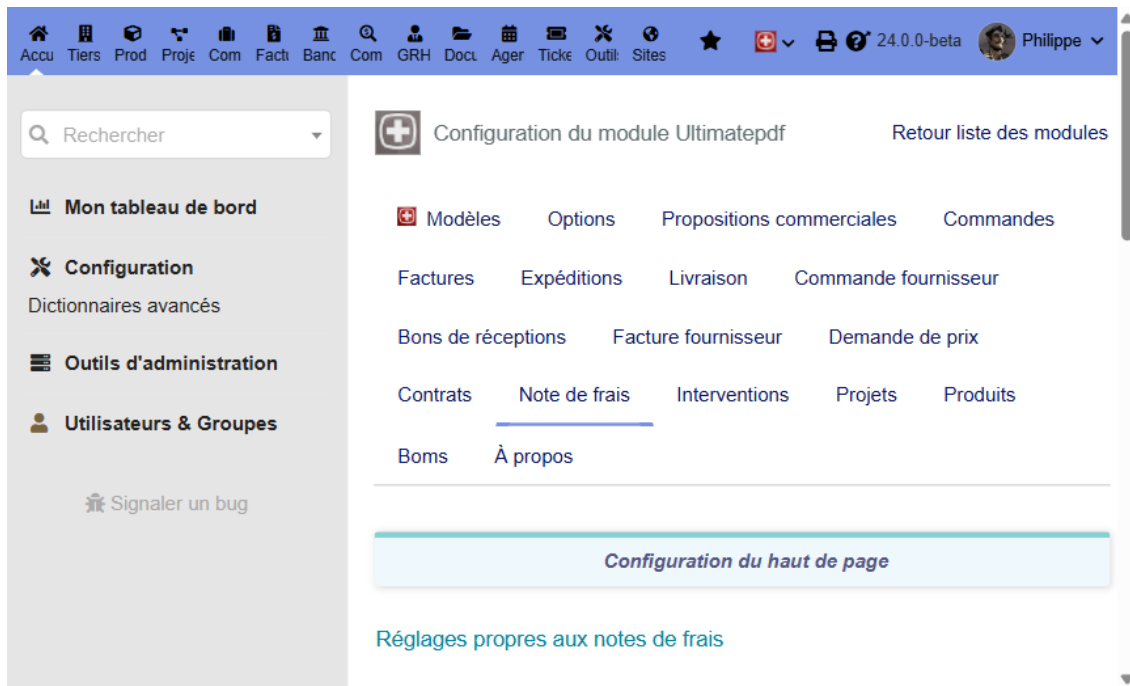 Accu Tiers Prod Proje Com Factu Banc Com GRH Docu Ager Ticke Outil Sites 24.0.0-beta Philippe
Rechercher
Mon tableau de bord
Configuration
Dictionnaires avancés
Outils d'administration
Utilisateurs & Groupes
Signaler un bug
Configuration du module Ultimatepdf Retour liste des modules
Modèles Options Propositions commerciales Commandes
Factures Expéditions Livraison Commande fournisseur
Bons de réceptions Facture fournisseur Demande de prix
Contrats Note de frais Interventions Projets Produits
Boms À propos
Configuration du haut de page
Réglages propres aux notes de frais